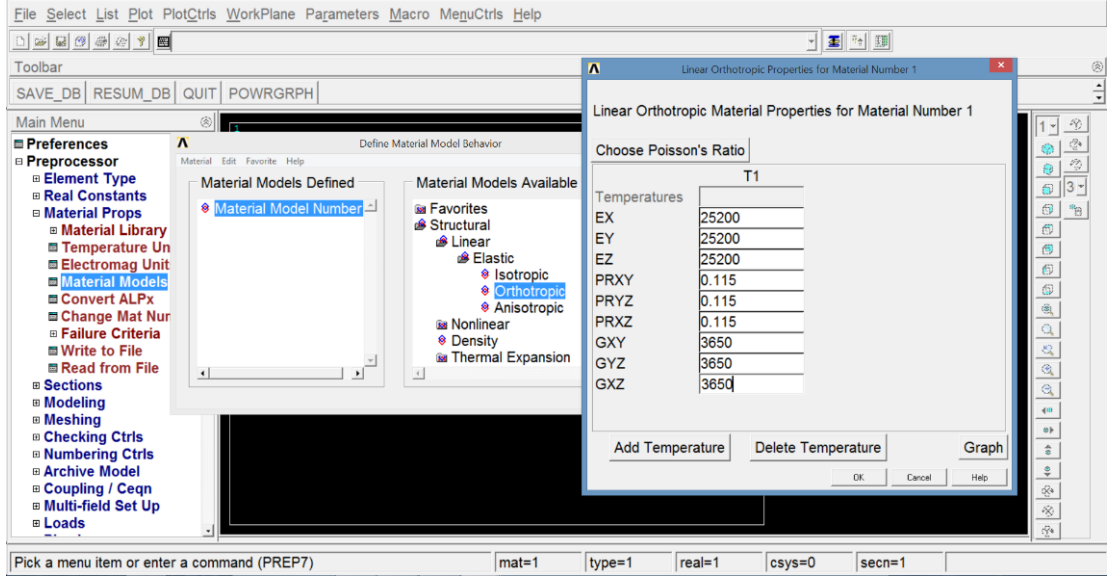 File Select List Plot PlotCtrls WorkPlane Parameters Macro MenuCtrls Help
Toolbar
SAVE_DB RESUM_DB QUIT POWRGRPH
Main Menu
Preferences
Preprocessor
Element Type
Real Constants
Material Props
Material Library
Temperature Un
Electromag Unit
Material Models
Convert ALPx
Change Mat Nur
Failure Criteria
Write to File
Read from File
Sections
Modeling
Meshing
Checking Ctrls
Numbering Ctrls
Archive Model
Coupling / Ceqn
Multi-field Set Up
Loads
1
Define Material Model Behavior
Material Edit Favorite Help
Material Models Defined
Material Model Number
Material Models Available
Favorites
Structural
Linear
Elastic
Isotropic
Orthotropic
Anisotropic
Nonlinear
Density
Thermal Expansion
Linear Orthotropic Properties for Material Number 1
Linear Orthotropic Material Properties for Material Number 1
Choose Poisson's Ratio
T1
Temperatures
EX 25200
EY 25200
EZ 25200
PRXY 0.115
PRYZ 0.115
PRXZ 0.115
GXY 3650
GYZ 3650
GXZ 3650
Add Temperature Delete Temperature Graph
OK Cancel Help
1
3
Pick a menu item or enter a command (PREP7) mat=1 type=1 real=1 csys=0 secn=1